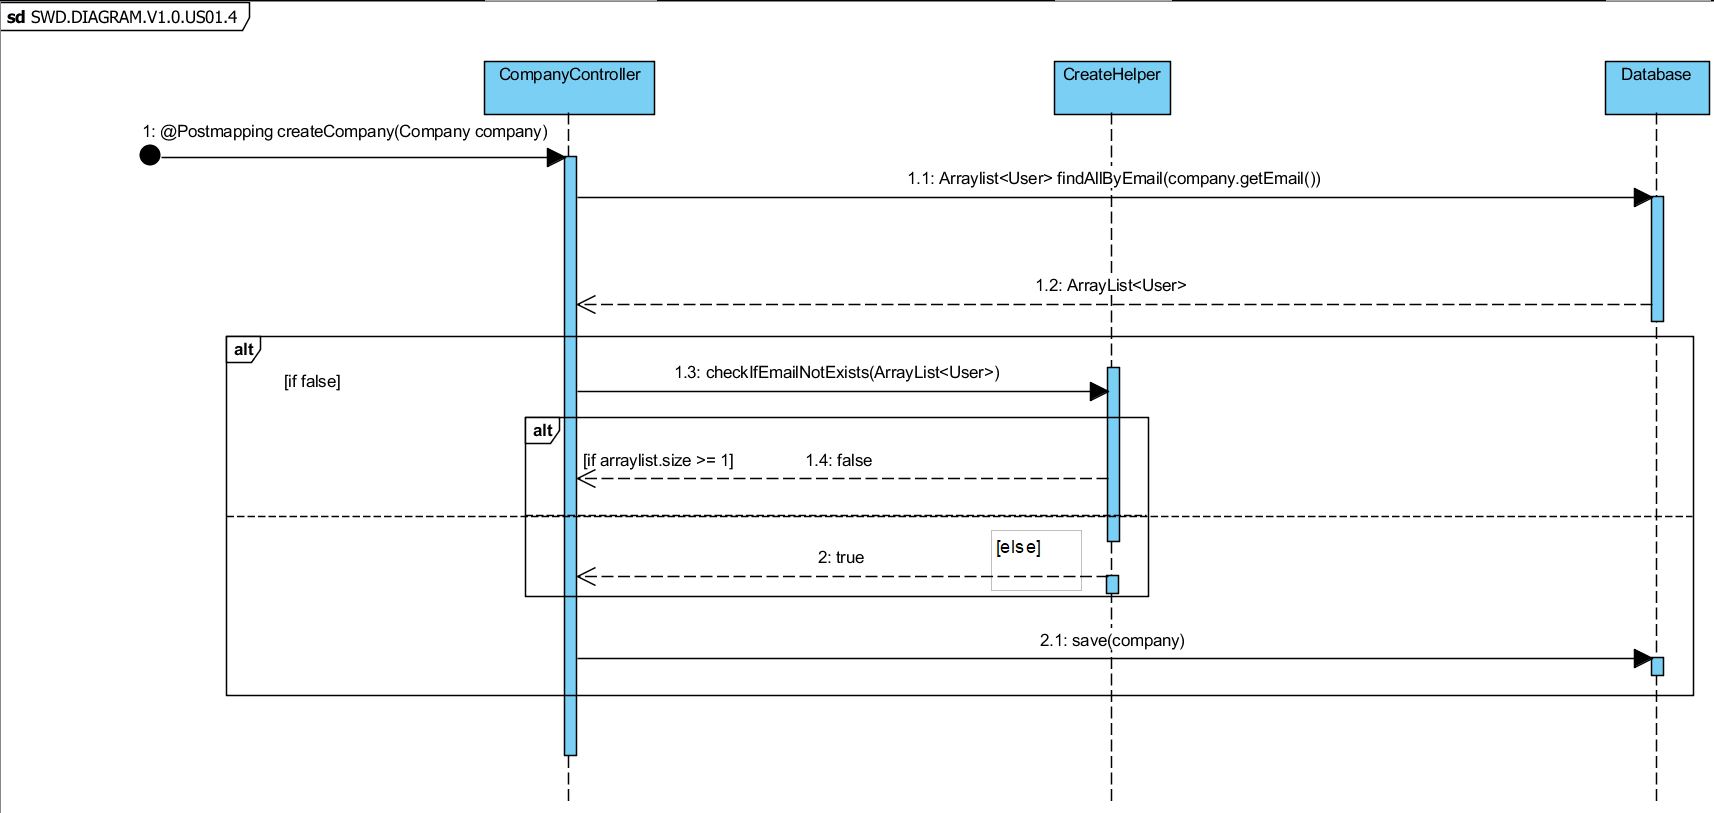 sd SWD.DIAGRAM.V1.0.US01.4
CompanyController
CreateHelper
Database
1: @Postmapping createCompany(Company company)
1.1: Arraylist<User> findAllByEmail(company.getEmail())
1.2: ArrayList<User>
alt
[if false]
1.3: checkIfEmailNotExists(ArrayList<User>)
alt
[if arraylist.size >= 1]
1.4: false
[else]
2: true
2.1: save(company)